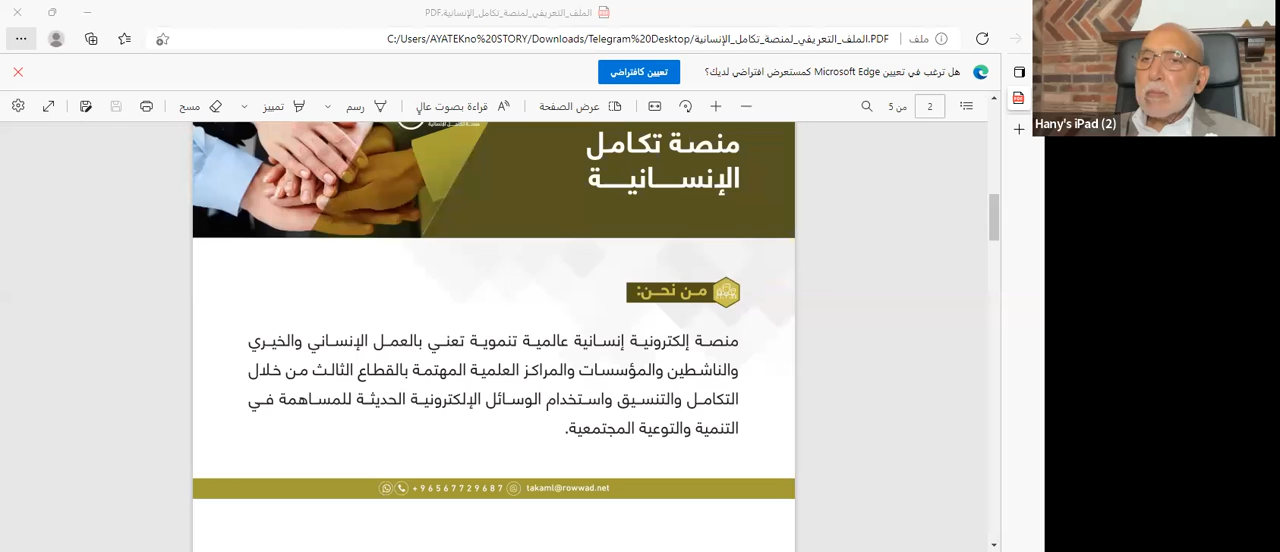 الملف_التعريفي_لمنصة_تكامل_الإنسانية.PDF
ملف C:/Users/AYATEKno%20STORY/Downloads/Telegram%20Desktop/الملف_التعريفي_لمنصة_تكامل_الإنسانية.PDF
هل ترغب في تعيين Microsoft Edge كمستعرض افتراضي لديك؟ تعيين كافتراضي
2 من 5 عرض الصفحة قراءة بصوت عالٍ رسم تمييز مسح
منصة تكامل
الإنسانية
من نحن:
منصة إلكترونية إنسانية عالمية تنموية تعني بالعمل الإنساني والخيري
والناشطين والمؤسسات والمراكز العلمية المهتمة بالقطاع الثالث من خلال
التكامل والتنسيق واستخدام الوسائل الإلكترونية الحديثة للمساهمة في
التنمية والتوعية المجتمعية.
+96567729687 takaml@rowwad.net
Hany's iPad (2)